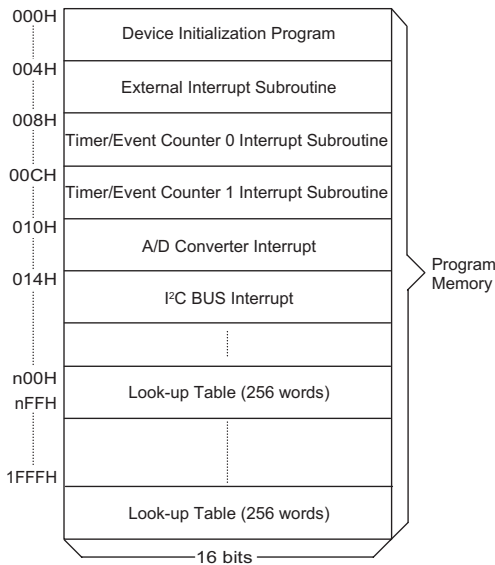 000H
Device Initialization Program
004H
External Interrupt Subroutine
008H
Timer/Event Counter 0 Interrupt Subroutine
00CH
Timer/Event Counter 1 Interrupt Subroutine
010H
A/D Converter Interrupt
014H
I²C BUS Interrupt
Program
Memory
n00H
Look-up Table (256 words)
nFFH
1FFFH
Look-up Table (256 words)
16 bits